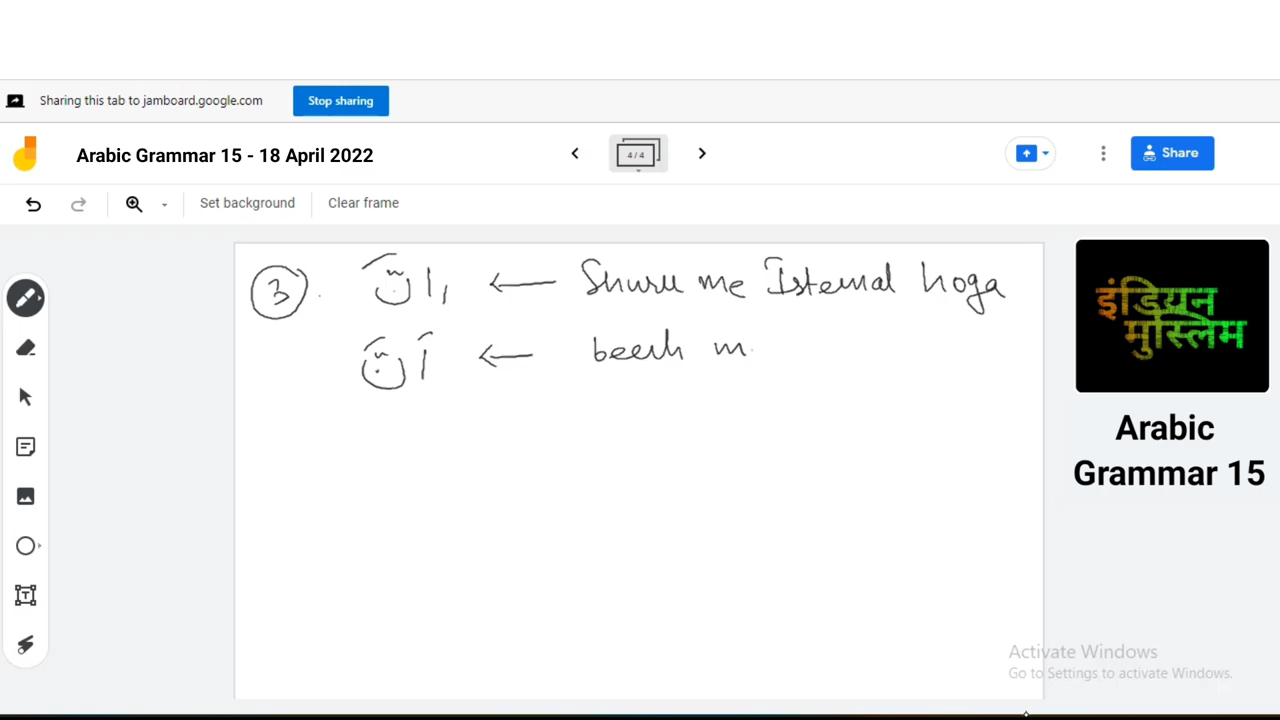 Sharing this tab to jamboard.google.com
Stop sharing
Arabic Grammar 15 - 18 April 2022
4 / 4
Share
Set background
Clear frame
3 إنَّ ← Shuru me Istemal hoga
أنَّ ← beech m
इंडियन
मुस्लिम
Arabic
Grammar 15
Activate Windows
Go to Settings to activate Windows.